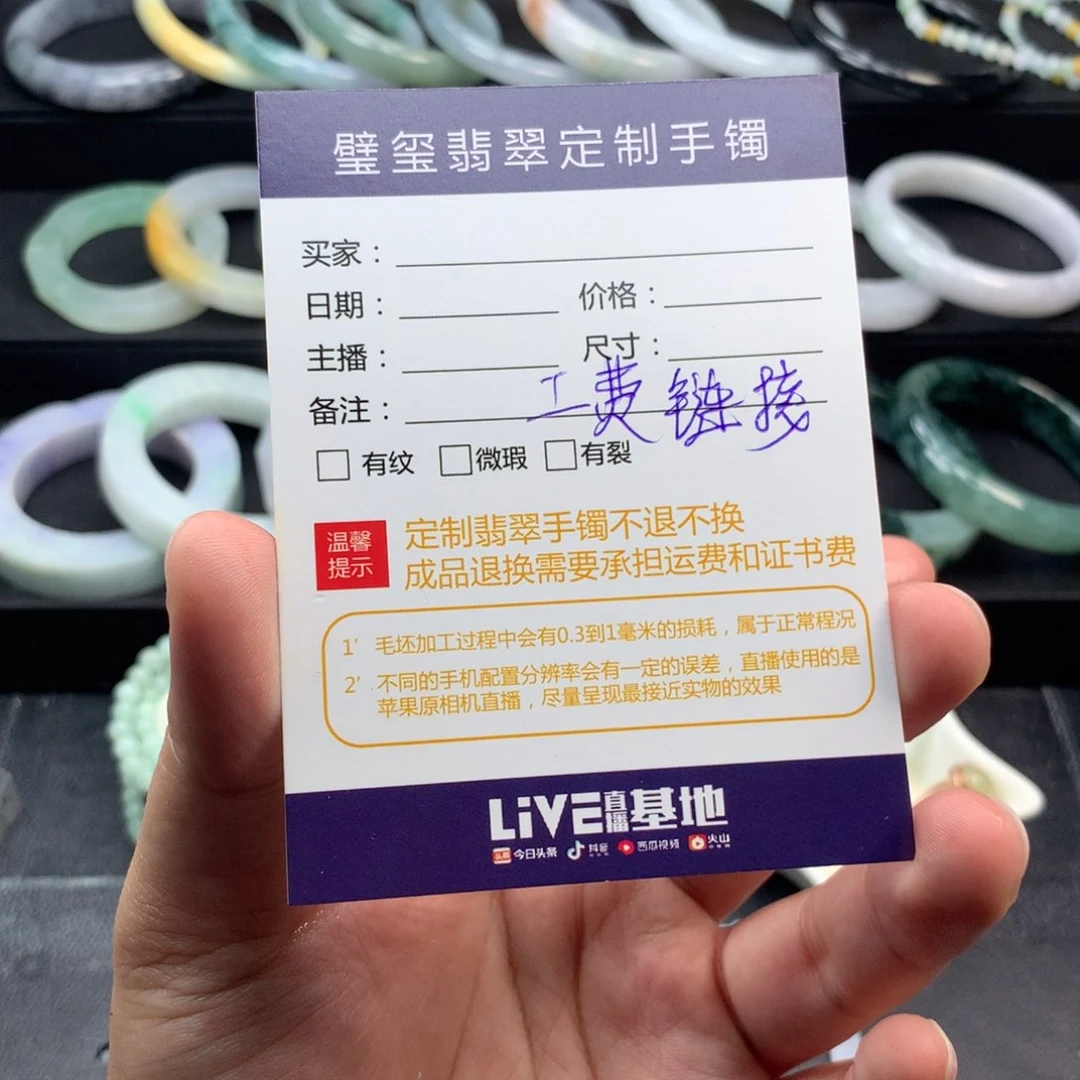 璧玺翡翠定制手镯
买家：
日期： 价格：
主播： 尺寸：
备注： 工费链接
有纹 微瑕 有裂
温馨提示
定制翡翠手镯不退不换
成品退换需要承担运费和证书费
1' 毛坯加工过程中会有0.3到1毫米的损耗，属于正常程况
2' 不同的手机配置分辨率会有一定的误差，直播使用的是
苹果原相机直播，尽量呈现最接近实物的效果
LiVE直播基地
头条 今日头条 抖音 西瓜视频 火山